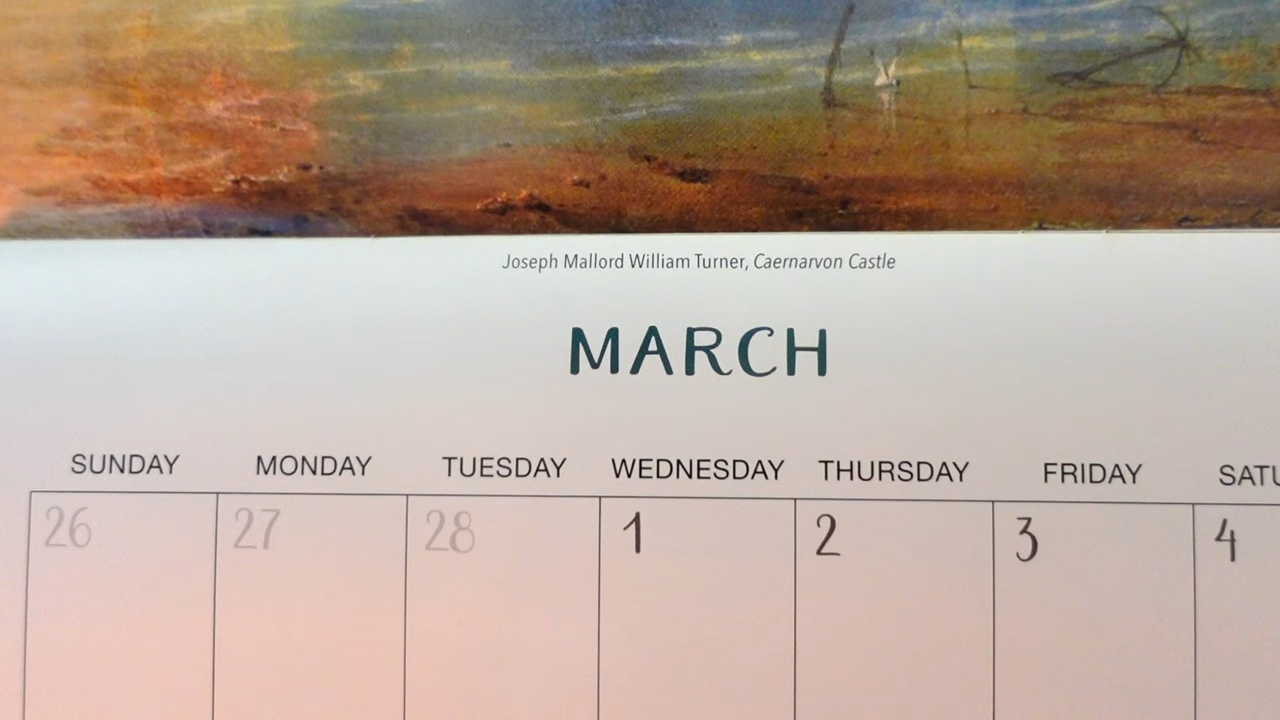 Joseph Mallord William Turner, Caernarvon Castle
MARCH
SUNDAY MONDAY TUESDAY WEDNESDAY THURSDAY FRIDAY SATU
26 27 28 1 2 3 4